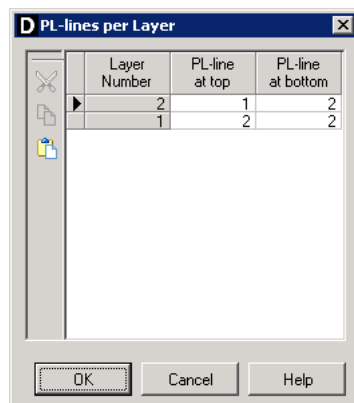 D PL-lines per Layer
Layer Number PL-line at top PL-line at bottom
2 1 2
1 2 2
OK Cancel Help